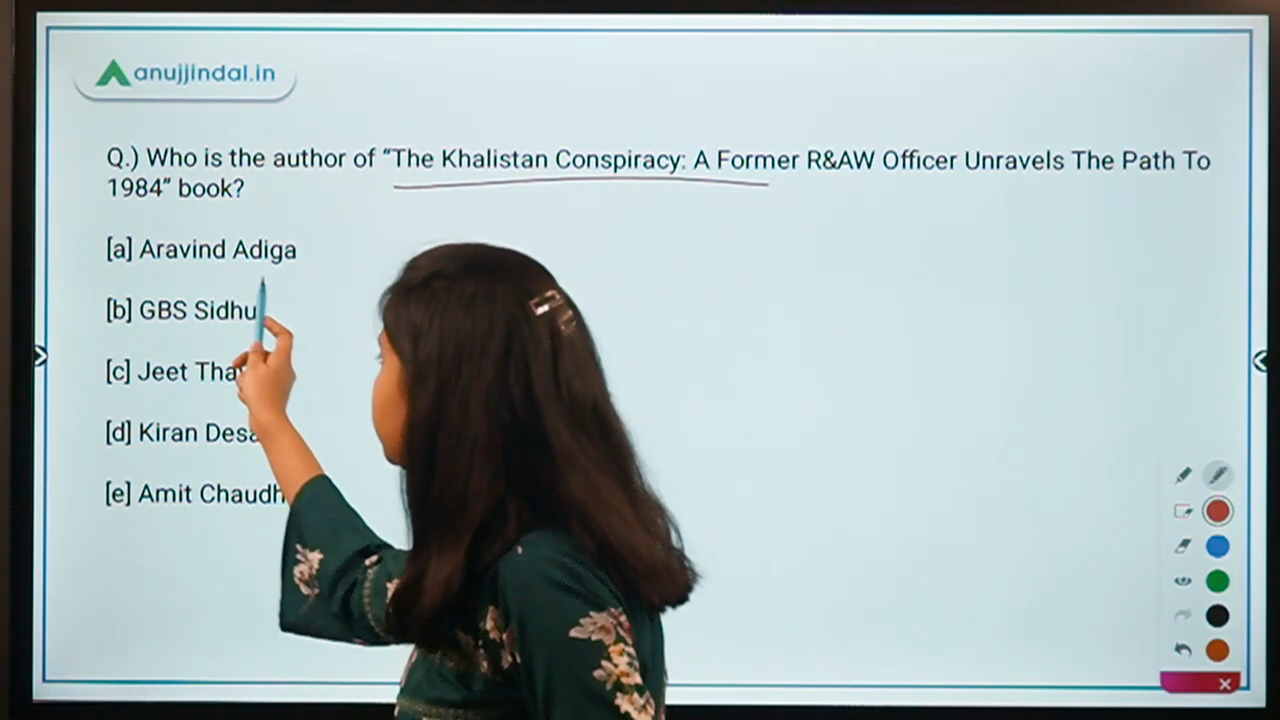 anujjindal.in
Q.) Who is the author of “The Khalistan Conspiracy: A Former R&AW Officer Unravels The Path To
1984” book?
[a] Aravind Adiga
[b] GBS Sidhu
[c] Jeet
[d] Kiran
[e] Amit